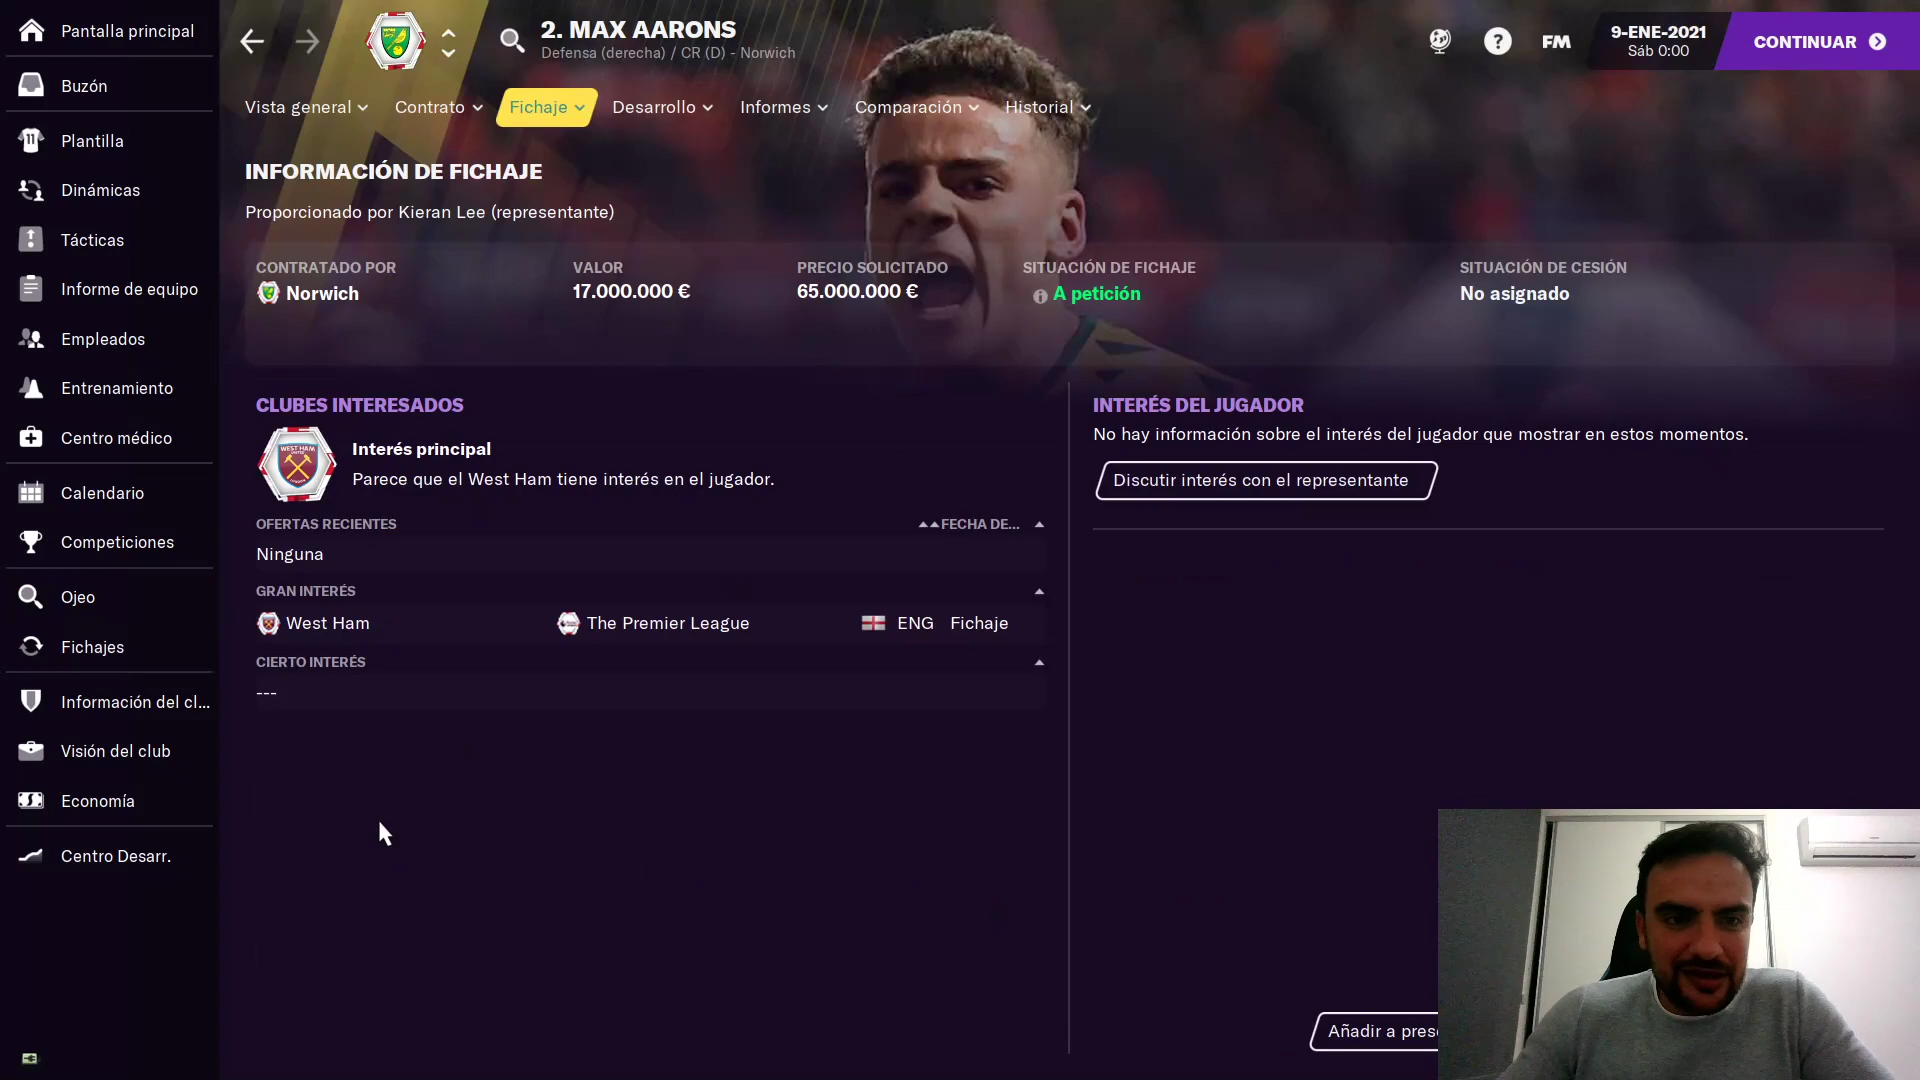 Pantalla principal
Buzón
Plantilla
Dinámicas
Tácticas
Informe de equipo
Empleados
Entrenamiento
Centro médico
Calendario
Competiciones
Ojeo
Fichajes
Información del cl...
Visión del club
Economía
Centro Desarr.
2. MAX AARONS
Defensa (derecha) / CR (D) - Norwich
?
FM
9-ENE-2021
Sáb 0:00
CONTINUAR
Vista general
Contrato
Fichaje
Desarrollo
Informes
Comparación
Historial
INFORMACIÓN DE FICHAJE
Proporcionado por Kieran Lee (representante)
CONTRATADO POR
Norwich
VALOR
17.000.000 €
PRECIO SOLICITADO
65.000.000 €
SITUACIÓN DE FICHAJE
A petición
SITUACIÓN DE CESIÓN
No asignado
CLUBES INTERESADOS
WEST HAM
Interés principal
Parece que el West Ham tiene interés en el jugador.
OFERTAS RECIENTES
FECHA DE...
Ninguna
GRAN INTERÉS
West Ham
The Premier League
ENG
Fichaje
CIERTO INTERÉS
---
INTERÉS DEL JUGADOR
No hay información sobre el interés del jugador que mostrar en estos momentos.
Discutir interés con el representante
Añadir a pres